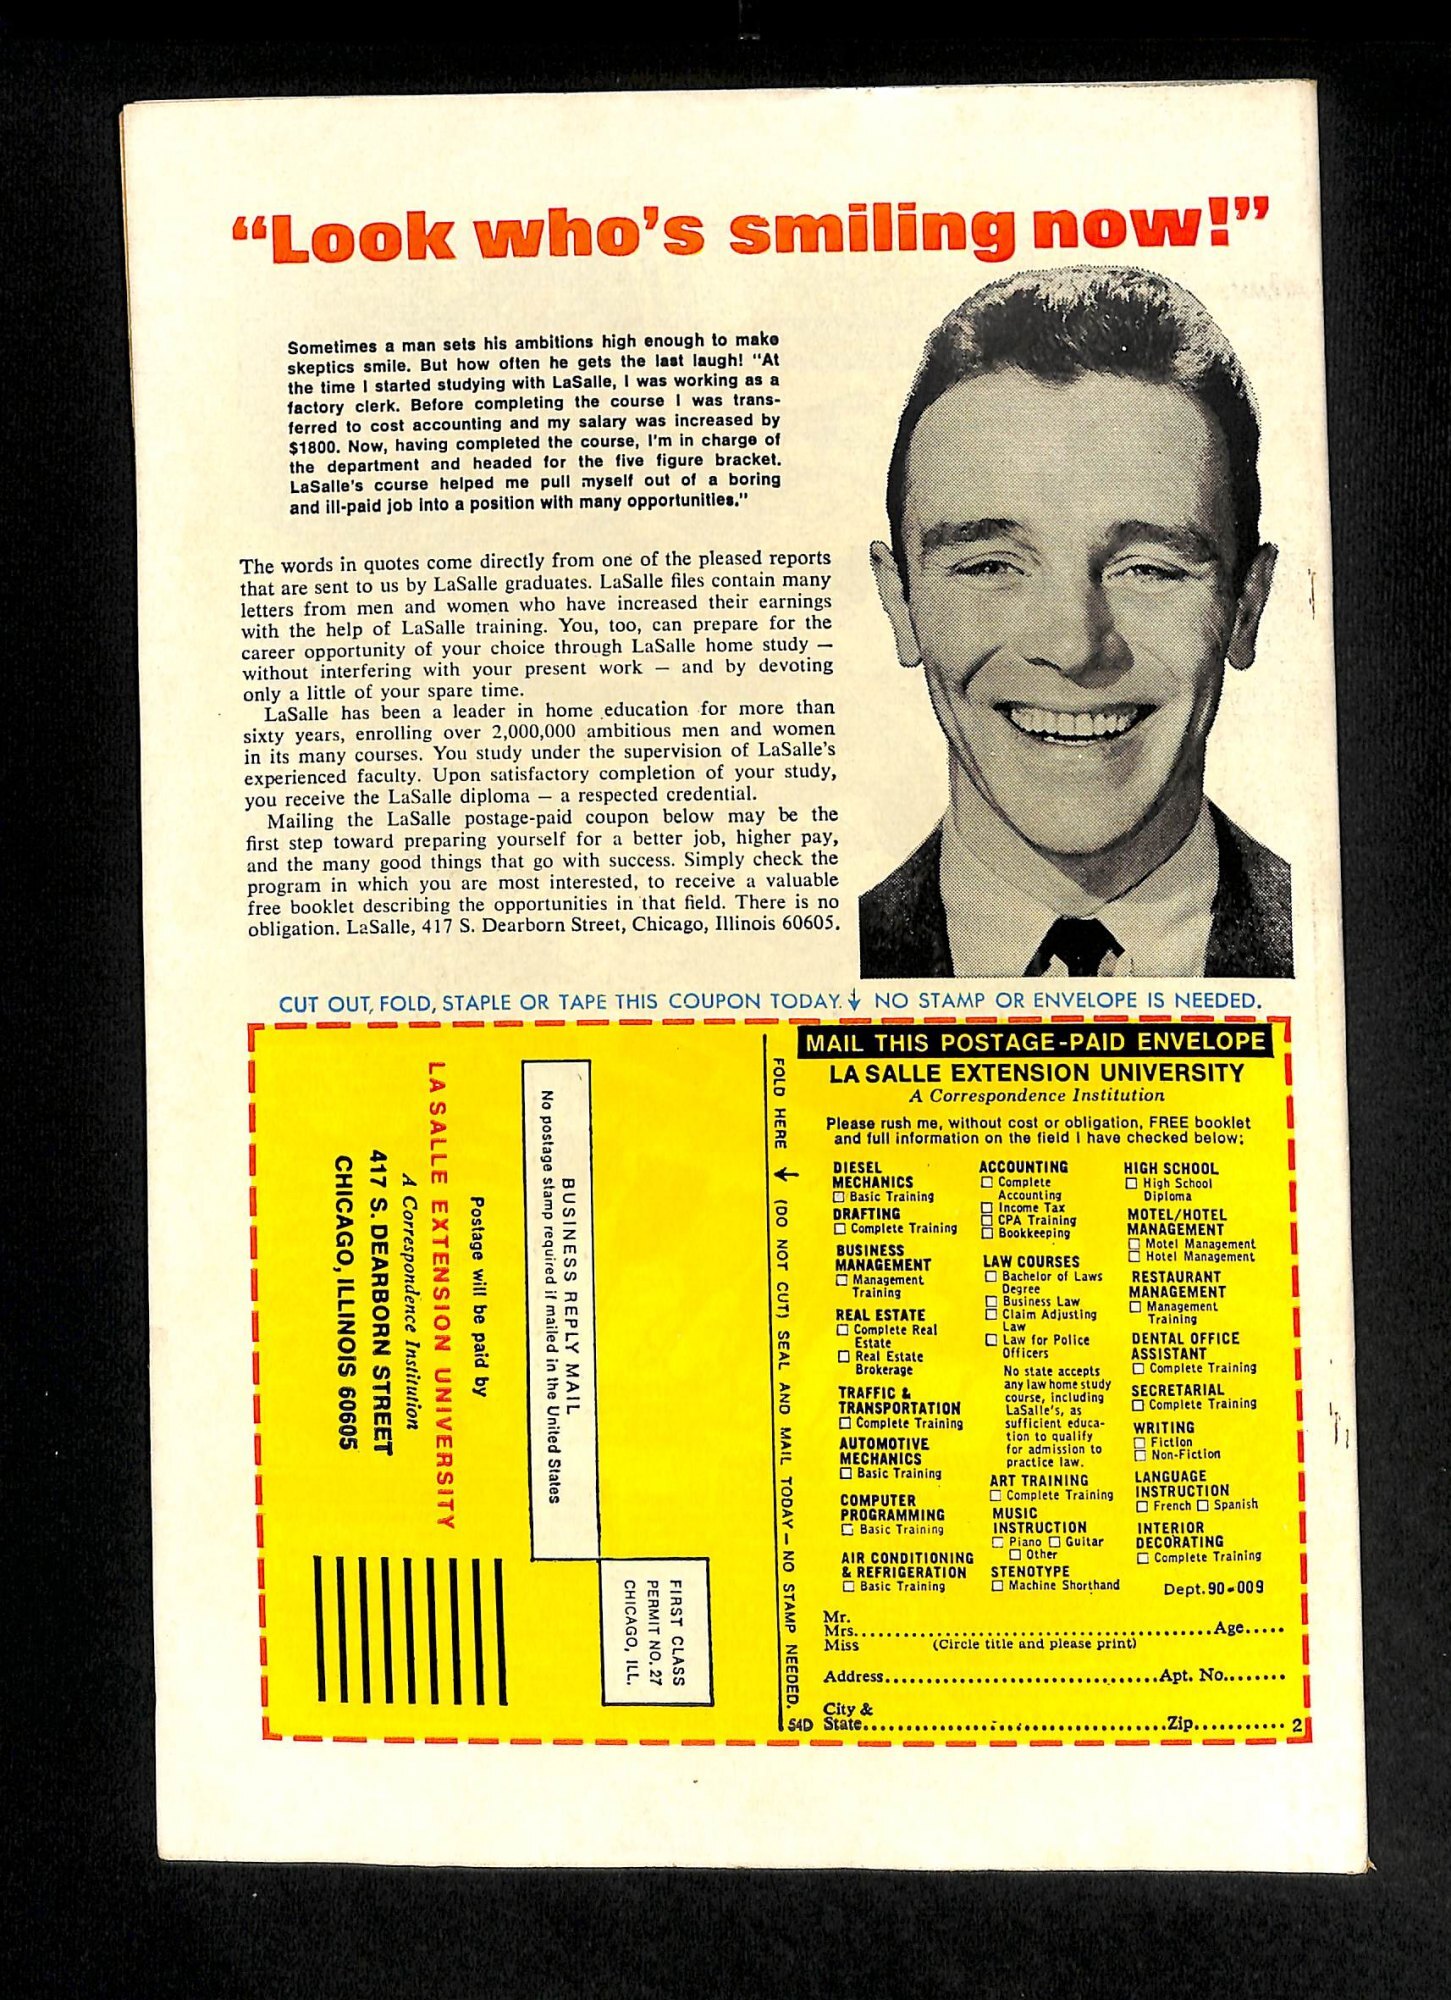 “Look who’s smiling now!”
Sometimes a man sets his ambitions high enough to make
skeptics smile. But how often he gets the last laugh! “At
the time I started studying with LaSalle, I was working as a
factory clerk. Before completing the course I was trans-
ferred to cost accounting and my salary was increased by
$1800. Now, having completed the course, I’m in charge of
the department and headed for the five figure bracket.
LaSalle’s course helped me pull myself out of a boring
and ill-paid job into a position with many opportunities.”
The words in quotes come directly from one of the pleased reports
that are sent to us by LaSalle graduates. LaSalle files contain many
letters from men and women who have increased their earnings
with the help of LaSalle training. You, too, can prepare for the
career opportunity of your choice through LaSalle home study —
without interfering with your present work — and by devoting
only a little of your spare time.
LaSalle has been a leader in home education for more than
sixty years, enrolling over 2,000,000 ambitious men and women
in its many courses. You study under the supervision of LaSalle’s
experienced faculty. Upon satisfactory completion of your study,
you receive the LaSalle diploma — a respected credential.
Mailing the LaSalle postage-paid coupon below may be the
first step toward preparing yourself for a better job, higher pay,
and the many good things that go with success. Simply check the
program in which you are most interested, to receive a valuable
free booklet describing the opportunities in that field. There is no
obligation. LaSalle, 417 S. Dearborn Street, Chicago, Illinois 60605.
CUT OUT, FOLD, STAPLE OR TAPE THIS COUPON TODAY. ↓ NO STAMP OR ENVELOPE IS NEEDED.
FIRST CLASS
PERMIT NO. 27
CHICAGO, ILL.
BUSINESS REPLY MAIL
No postage stamp required if mailed in the United States
Postage will be paid by
LA SALLE EXTENSION UNIVERSITY
A Correspondence Institution
417 S. DEARBORN STREET
CHICAGO, ILLINOIS 60605
FOLD HERE ↓ (DO NOT CUT) SEAL AND MAIL TODAY — NO STAMP NEEDED.
MAIL THIS POSTAGE-PAID ENVELOPE
LA SALLE EXTENSION UNIVERSITY
A Correspondence Institution
Please rush me, without cost or obligation, FREE booklet
and full information on the field I have checked below:
DIESEL
MECHANICS
☐ Basic Training
DRAFTING
☐ Complete Training
BUSINESS
MANAGEMENT
☐ Management
Training
REAL ESTATE
☐ Complete Real
Estate
☐ Real Estate
Brokerage
TRAFFIC &
TRANSPORTATION
☐ Complete Training
AUTOMOTIVE
MECHANICS
☐ Basic Training
COMPUTER
PROGRAMMING
☐ Basic Training
AIR CONDITIONING
& REFRIGERATION
☐ Basic Training
ACCOUNTING
☐ Complete
Accounting
☐ Income Tax
☐ CPA Training
☐ Bookkeeping
LAW COURSES
☐ Bachelor of Laws
Degree
☐ Business Law
☐ Claim Adjusting
Law
☐ Law for Police
Officers
No state accepts
any law home study
course, including
LaSalle’s, as
sufficient educa-
tion to qualify
for admission to
practice law.
ART TRAINING
☐ Complete Training
MUSIC
INSTRUCTION
☐ Piano ☐ Guitar
☐ Other
STENOTYPE
☐ Machine Shorthand
HIGH SCHOOL
☐ High School
Diploma
MOTEL/HOTEL
MANAGEMENT
☐ Motel Management
☐ Hotel Management
RESTAURANT
MANAGEMENT
☐ Management
Training
DENTAL OFFICE
ASSISTANT
☐ Complete Training
SECRETARIAL
☐ Complete Training
WRITING
☐ Fiction
☐ Non-Fiction
LANGUAGE
INSTRUCTION
☐ French ☐ Spanish
INTERIOR
DECORATING
☐ Complete Training
Dept. 90-009
Mr.
Mrs. Age
Miss (Circle title and please print)
Address Apt. No.
City &
54D State Zip 2